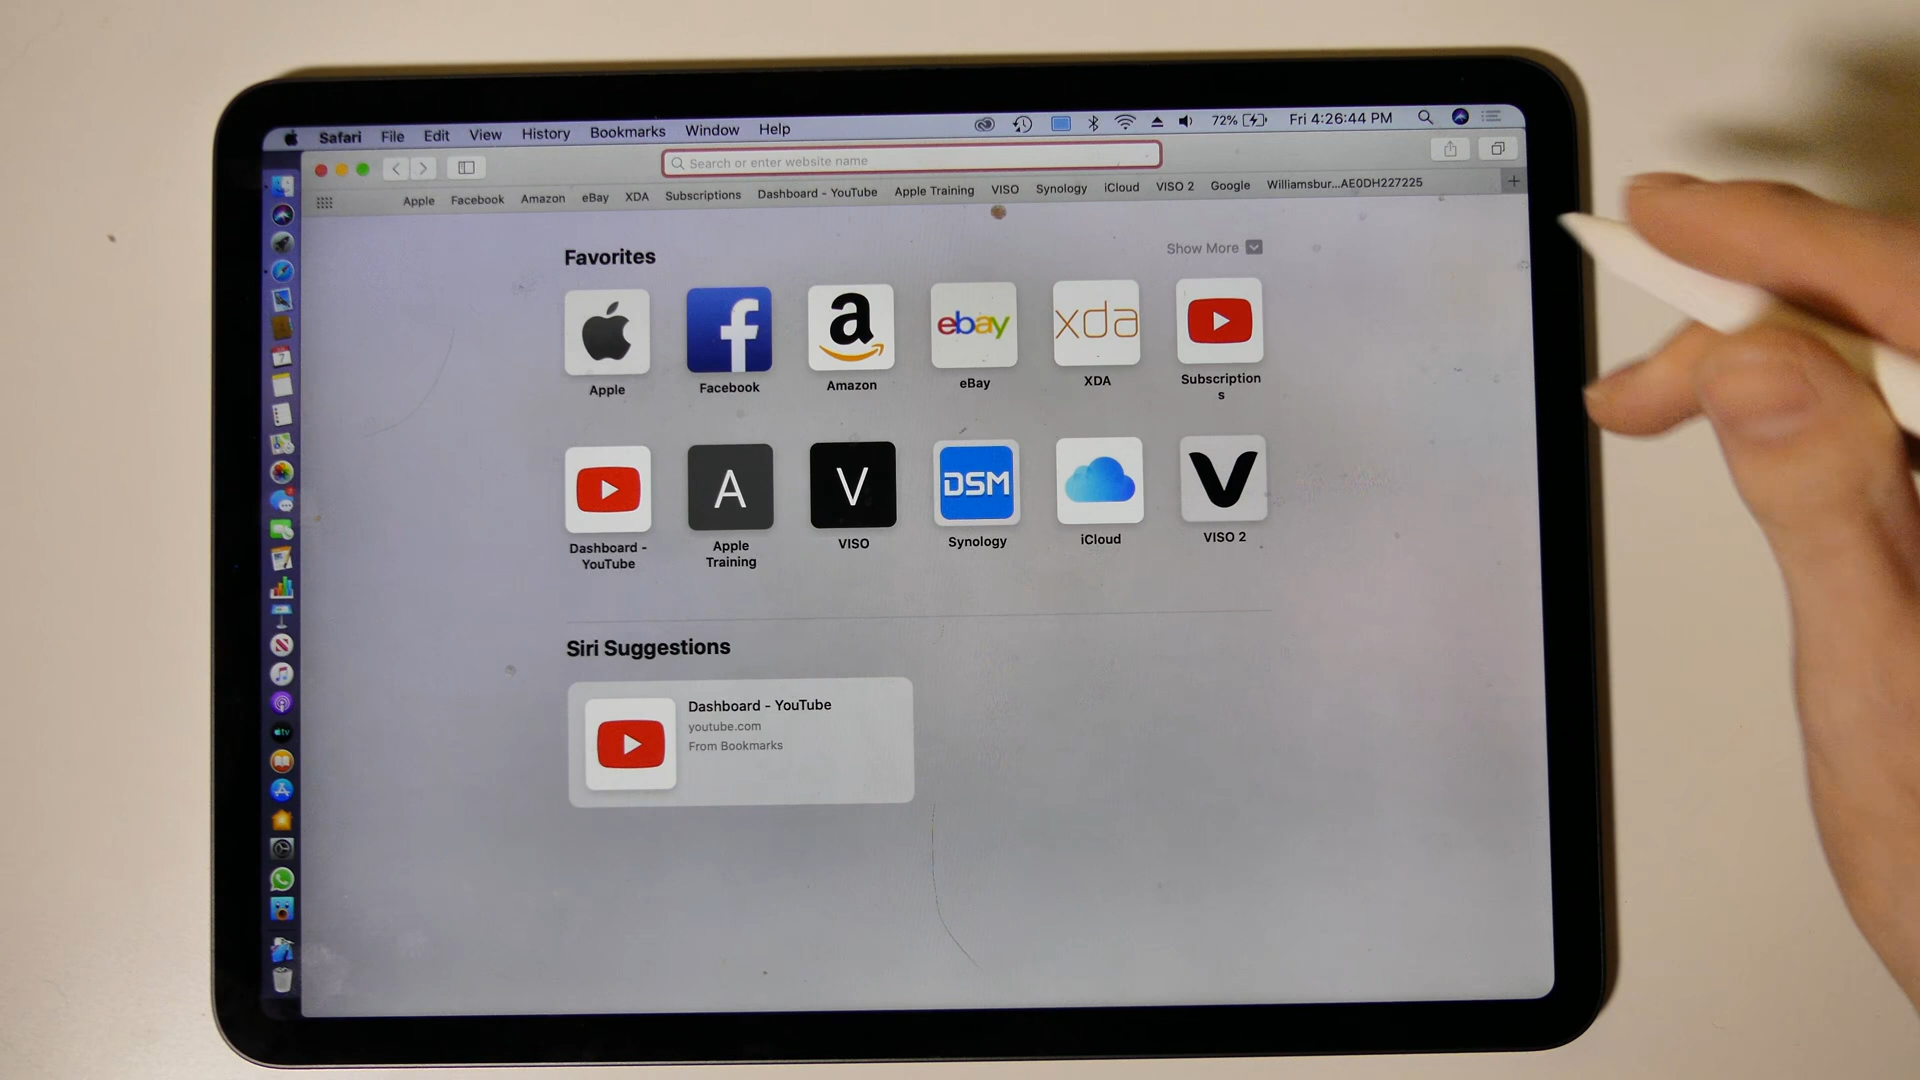 Safari File Edit View History Bookmarks Window Help 72% Fri 4:26:44 PM
Search or enter website name
Apple Facebook Amazon eBay XDA Subscriptions Dashboard - YouTube Apple Training VISO Synology iCloud VISO 2 Google Williamsbur...AE0DH227225
Favorites Show More
f a ebay xda
Apple Facebook Amazon eBay XDA Subscription
s
A V DSM V
Dashboard - Apple VISO Synology iCloud VISO 2
YouTube Training
Siri Suggestions
Dashboard - YouTube
youtube.com
From Bookmarks
tv